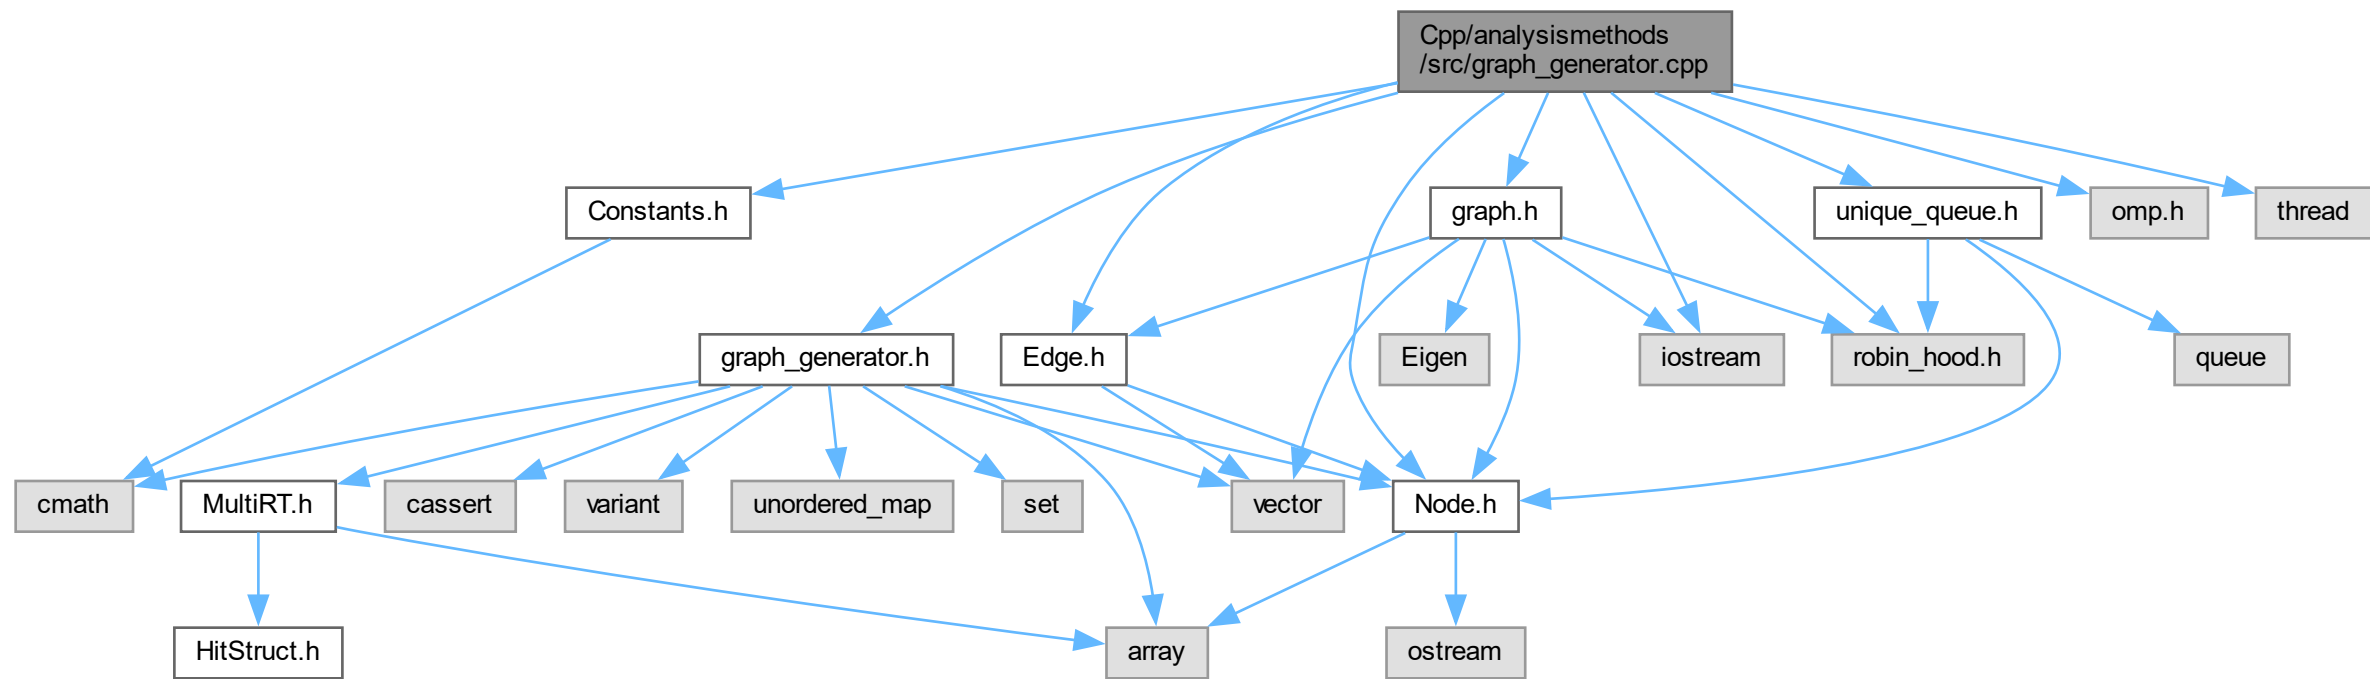 Cpp/analysismethods
/src/graph_generator.cpp
Constants.h
graph.h
unique_queue.h
omp.h
thread
graph_generator.h
Edge.h
Eigen
iostream
robin_hood.h
queue
cmath
MultiRT.h
cassert
variant
unordered_map
set
vector
Node.h
HitStruct.h
array
ostream